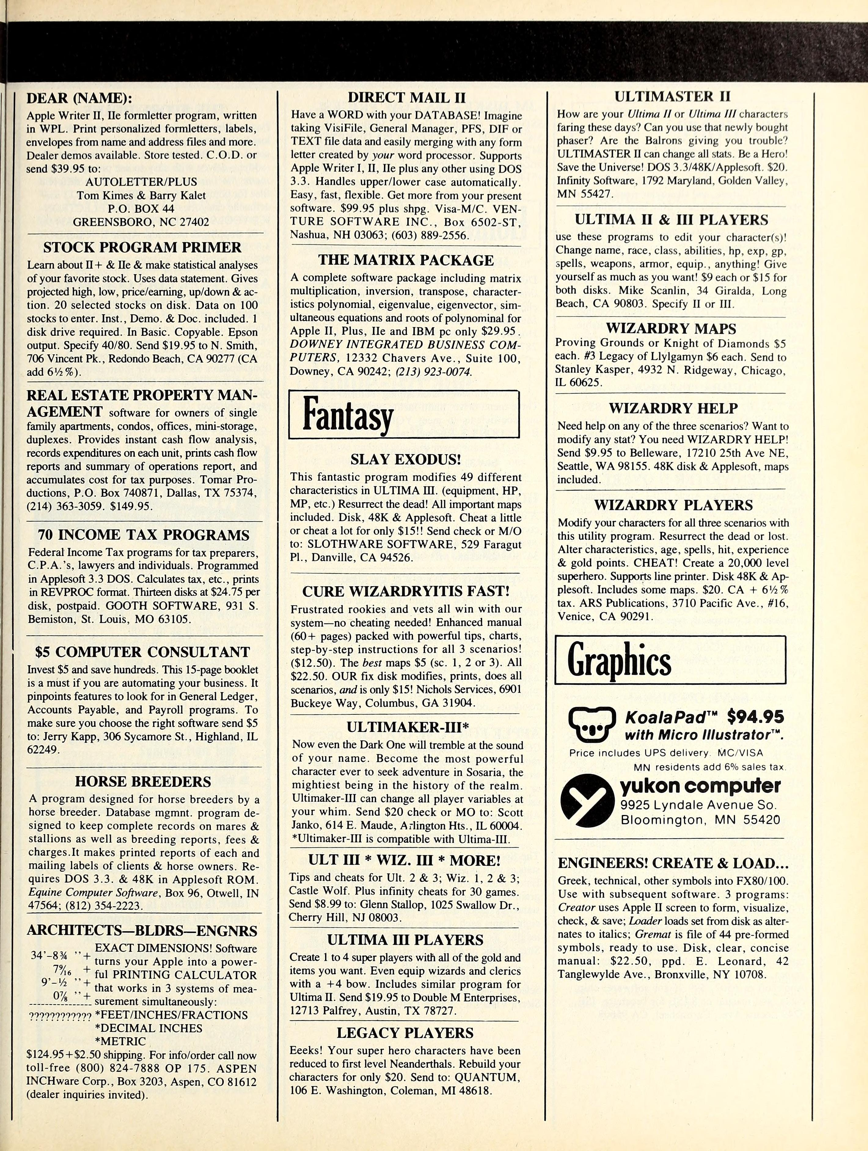 DEAR (NAME):
Apple Writer II, IIe formletter program, written
in WPL. Print personalized formletters, labels,
envelopes from name and address files and more.
Dealer demos available. Store tested. C.O.D. or
send $39.95 to:
AUTOLETTER/PLUS
Tom Kimes & Barry Kalet
P.O. BOX 44
GREENSBORO, NC 27402
STOCK PROGRAM PRIMER
Learn about II+ & IIe & make statistical analyses
of your favorite stock. Uses data statement. Gives
projected high, low, price/earning, up/down & ac-
tion. 20 selected stocks on disk. Data on 100
stocks to enter. Inst., Demo. & Doc. included. 1
disk drive required. In Basic. Copyable. Epson
output. Specify 40/80. Send $19.95 to N. Smith,
706 Vincent Pk., Redondo Beach, CA 90277 (CA
add 6½%).
REAL ESTATE PROPERTY MAN-
AGEMENT software for owners of single
family apartments, condos, offices, mini-storage,
duplexes. Provides instant cash flow analysis,
records expenditures on each unit, prints cash flow
reports and summary of operations report, and
accumulates cost for tax purposes. Tomar Pro-
ductions, P.O. Box 740871, Dallas, TX 75374,
(214) 363-3059. $149.95.
70 INCOME TAX PROGRAMS
Federal Income Tax programs for tax preparers,
C.P.A.'s, lawyers and individuals. Programmed
in Applesoft 3.3 DOS. Calculates tax, etc., prints
in REVPROC format. Thirteen disks at $24.75 per
disk, postpaid. GOOTH SOFTWARE, 931 S.
Bemiston, St. Louis, MO 63105.
$5 COMPUTER CONSULTANT
Invest $5 and save hundreds. This 15-page booklet
is a must if you are automating your business. It
pinpoints features to look for in General Ledger,
Accounts Payable, and Payroll programs. To
make sure you choose the right software send $5
to: Jerry Kapp, 306 Sycamore St., Highland, IL
62249.
HORSE BREEDERS
A program designed for horse breeders by a
horse breeder. Database mgmnt. program de-
signed to keep complete records on mares &
stallions as well as breeding reports, fees &
charges.It makes printed reports of each and
mailing labels of clients & horse owners. Re-
quires DOS 3.3. & 48K in Applesoft ROM.
Equine Computer Software, Box 96, Otwell, IN
47564; (812) 354-2223.
ARCHITECTS—BLDRS—ENGNRS
34'-8¾ ''+ EXACT DIMENSIONS! Software
7⁹⁄₁₆ + turns your Apple into a power-
9'-½ ''+ ful PRINTING CALCULATOR
0⅞ ''+ that works in 3 systems of mea-
surement simultaneously:
???????????? *FEET/INCHES/FRACTIONS
*DECIMAL INCHES
*METRIC
$124.95+$2.50 shipping. For info/order call now
toll-free (800) 824-7888 OP 175. ASPEN
INCHware Corp., Box 3203, Aspen, CO 81612
(dealer inquiries invited).
DIRECT MAIL II
Have a WORD with your DATABASE! Imagine
taking VisiFile, General Manager, PFS, DIF or
TEXT file data and easily merging with any form
letter created by your word processor. Supports
Apple Writer I, II, IIe plus any other using DOS
3.3. Handles upper/lower case automatically.
Easy, fast, flexible. Get more from your present
software. $99.95 plus shpg. Visa-M/C. VEN-
TURE SOFTWARE INC., Box 6502-ST,
Nashua, NH 03063; (603) 889-2556.
THE MATRIX PACKAGE
A complete software package including matrix
multiplication, inversion, transpose, character-
istics polynomial, eigenvalue, eigenvector, sim-
ultaneous equations and roots of polynominal for
Apple II, Plus, IIe and IBM pc only $29.95.
DOWNEY INTEGRATED BUSINESS COM-
PUTERS, 12332 Chavers Ave., Suite 100,
Downey, CA 90242; (213) 923-0074.
Fantasy
SLAY EXODUS!
This fantastic program modifies 49 different
characteristics in ULTIMA III. (equipment, HP,
MP, etc.) Resurrect the dead! All important maps
included. Disk, 48K & Applesoft. Cheat a little
or cheat a lot for only $15!! Send check or M/O
to: SLOTHWARE SOFTWARE, 529 Faragut
Pl., Danville, CA 94526.
CURE WIZARDRYITIS FAST!
Frustrated rookies and vets all win with our
system—no cheating needed! Enhanced manual
(60+ pages) packed with powerful tips, charts,
step-by-step instructions for all 3 scenarios!
($12.50). The best maps $5 (sc. 1, 2 or 3). All
$22.50. OUR fix disk modifies, prints, does all
scenarios, and is only $15! Nichols Services, 6901
Buckeye Way, Columbus, GA 31904.
ULTIMAKER-III*
Now even the Dark One will tremble at the sound
of your name. Become the most powerful
character ever to seek adventure in Sosaria, the
mightiest being in the history of the realm.
Ultimaker-III can change all player variables at
your whim. Send $20 check or MO to: Scott
Janko, 614 E. Maude, Arlington Hts., IL 60004.
*Ultimaker-III is compatible with Ultima-III.
ULT III * WIZ. III * MORE!
Tips and cheats for Ult. 2 & 3; Wiz. 1, 2 & 3;
Castle Wolf. Plus infinity cheats for 30 games.
Send $8.99 to: Glenn Stallop, 1025 Swallow Dr.,
Cherry Hill, NJ 08003.
ULTIMA III PLAYERS
Create 1 to 4 super players with all of the gold and
items you want. Even equip wizards and clerics
with a +4 bow. Includes similar program for
Ultima II. Send $19.95 to Double M Enterprises,
12713 Palfrey, Austin, TX 78727.
LEGACY PLAYERS
Eeeks! Your super hero characters have been
reduced to first level Neanderthals. Rebuild your
characters for only $20. Send to: QUANTUM,
106 E. Washington, Coleman, MI 48618.
ULTIMASTER II
How are your Ultima II or Ultima III characters
faring these days? Can you use that newly bought
phaser? Are the Balrons giving you trouble?
ULTIMASTER II can change all stats. Be a Hero!
Save the Universe! DOS 3.3/48K/Applesoft. $20.
Infinity Software, 1792 Maryland, Golden Valley,
MN 55427.
ULTIMA II & III PLAYERS
use these programs to edit your character(s)!
Change name, race, class, abilities, hp, exp, gp,
spells, weapons, armor, equip., anything! Give
yourself as much as you want! $9 each or $15 for
both disks. Mike Scanlin, 34 Giralda, Long
Beach, CA 90803. Specify II or III.
WIZARDRY MAPS
Proving Grounds or Knight of Diamonds $5
each. #3 Legacy of Llylgamyn $6 each. Send to
Stanley Kasper, 4932 N. Ridgeway, Chicago,
IL 60625.
WIZARDRY HELP
Need help on any of the three scenarios? Want to
modify any stat? You need WIZARDRY HELP!
Send $9.95 to Belleware, 17210 25th Ave NE,
Seattle, WA 98155. 48K disk & Applesoft, maps
included.
WIZARDRY PLAYERS
Modify your characters for all three scenarios with
this utility program. Resurrect the dead or lost.
Alter characteristics, age, spells, hit, experience
& gold points. CHEAT! Create a 20,000 level
superhero. Supports line printer. Disk 48K & Ap-
plesoft. Includes some maps. $20. CA + 6½%
tax. ARS Publications, 3710 Pacific Ave., #16,
Venice, CA 90291.
Graphics
KoalaPad™ $94.95
with Micro Illustrator™.
Price includes UPS delivery. MC/VISA
MN residents add 6% sales tax.
yukon computer
9925 Lyndale Avenue So.
Bloomington, MN 55420
ENGINEERS! CREATE & LOAD...
Greek, technical, other symbols into FX80/100.
Use with subsequent software. 3 programs:
Creator uses Apple II screen to form, visualize,
check, & save; Loader loads set from disk as alter-
nates to italics; Gremat is file of 44 pre-formed
symbols, ready to use. Disk, clear, concise
manual: $22.50, ppd. E. Leonard, 42
Tanglewylde Ave., Bronxville, NY 10708.